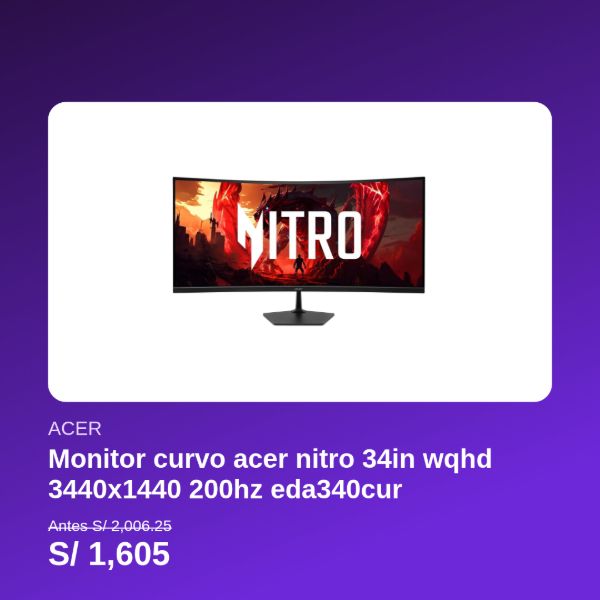 NITRO
ACER
Monitor curvo acer nitro 34in wqhd
3440x1440 200hz eda340cur
Antes S/ 2,006.25
S/ 1,605